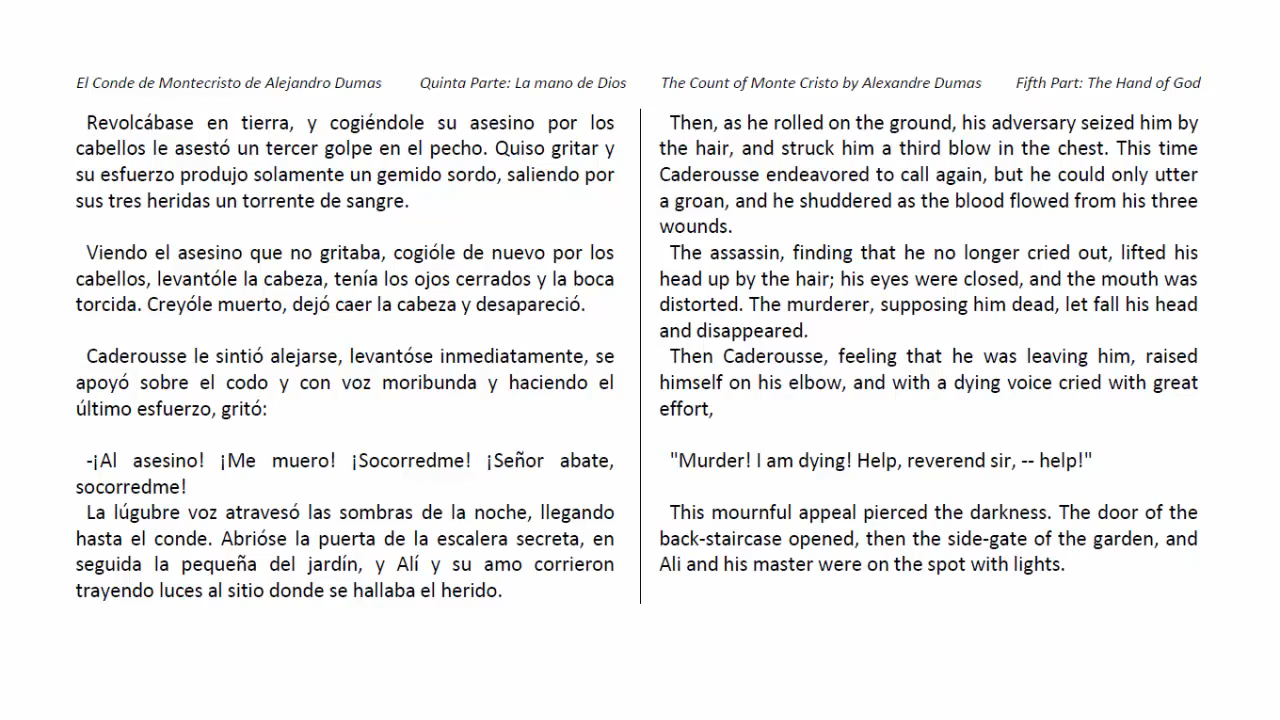 El Conde de Montecristo de Alejandro Dumas Quinta Parte: La mano de Dios
Revolcábase en tierra, y cogiéndole su asesino por los
cabellos le asestó un tercer golpe en el pecho. Quiso gritar y
su esfuerzo produjo solamente un gemido sordo, saliendo por
sus tres heridas un torrente de sangre.
Viendo el asesino que no gritaba, cogióle de nuevo por los
cabellos, levantóle la cabeza, tenía los ojos cerrados y la boca
torcida. Creyóle muerto, dejó caer la cabeza y desapareció.
Caderousse le sintió alejarse, levantóse inmediatamente, se
apoyó sobre el codo y con voz moribunda y haciendo el
último esfuerzo, gritó:
-¡Al asesino! ¡Me muero! ¡Socorredme! ¡Señor abate,
socorredme!
La lúgubre voz atravesó las sombras de la noche, llegando
hasta el conde. Abrióse la puerta de la escalera secreta, en
seguida la pequeña del jardín, y Alí y su amo corrieron
trayendo luces al sitio donde se hallaba el herido.
The Count of Monte Cristo by Alexandre Dumas Fifth Part: The Hand of God
Then, as he rolled on the ground, his adversary seized him by
the hair, and struck him a third blow in the chest. This time
Caderousse endeavored to call again, but he could only utter
a groan, and he shuddered as the blood flowed from his three
wounds.
The assassin, finding that he no longer cried out, lifted his
head up by the hair; his eyes were closed, and the mouth was
distorted. The murderer, supposing him dead, let fall his head
and disappeared.
Then Caderousse, feeling that he was leaving him, raised
himself on his elbow, and with a dying voice cried with great
effort,
"Murder! I am dying! Help, reverend sir, -- help!"
This mournful appeal pierced the darkness. The door of the
back-staircase opened, then the side-gate of the garden, and
Ali and his master were on the spot with lights.